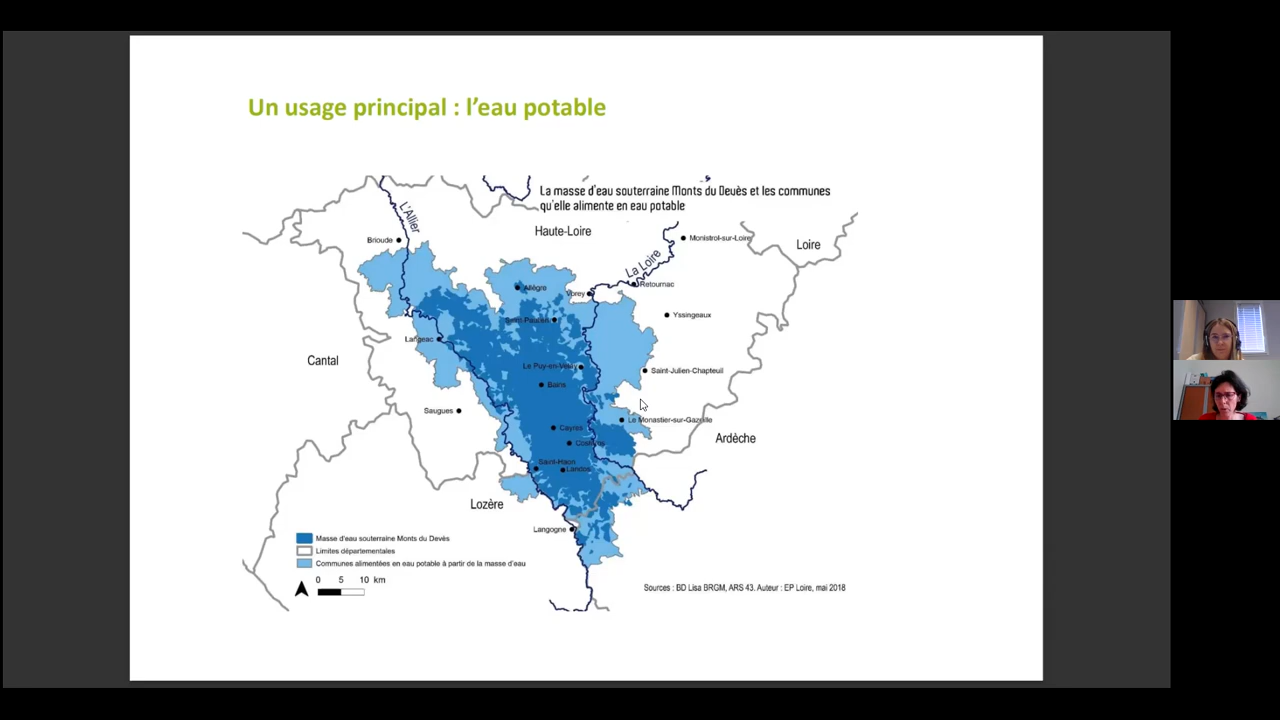 Un usage principal : l'eau potable
La masse d'eau souterraine Monts du Devès et les communes
qu'elle alimente en eau potable
L'Allier
Haute-Loire
Brioude
Monistrol-sur-Loire
Loire
La Loire
Allègre
Vorey
Retournac
Saint-Paulien
Yssingeaux
Langeac
Cantal
Le Puy-en-Velay
Saint-Julien-Chapteuil
Bains
Saugues
Le Monastier-sur-Gazeille
Cayres
Ardèche
Costaros
Saint-Haon
Landos
Lozère
Langogne
Masse d'eau souterraine Monts du Devès
Limites départementales
Communes alimentées en eau potable à partir de la masse d'eau
0 5 10 km
Sources : BD Lisa BRGM, ARS 43. Auteur : EP Loire, mai 2018